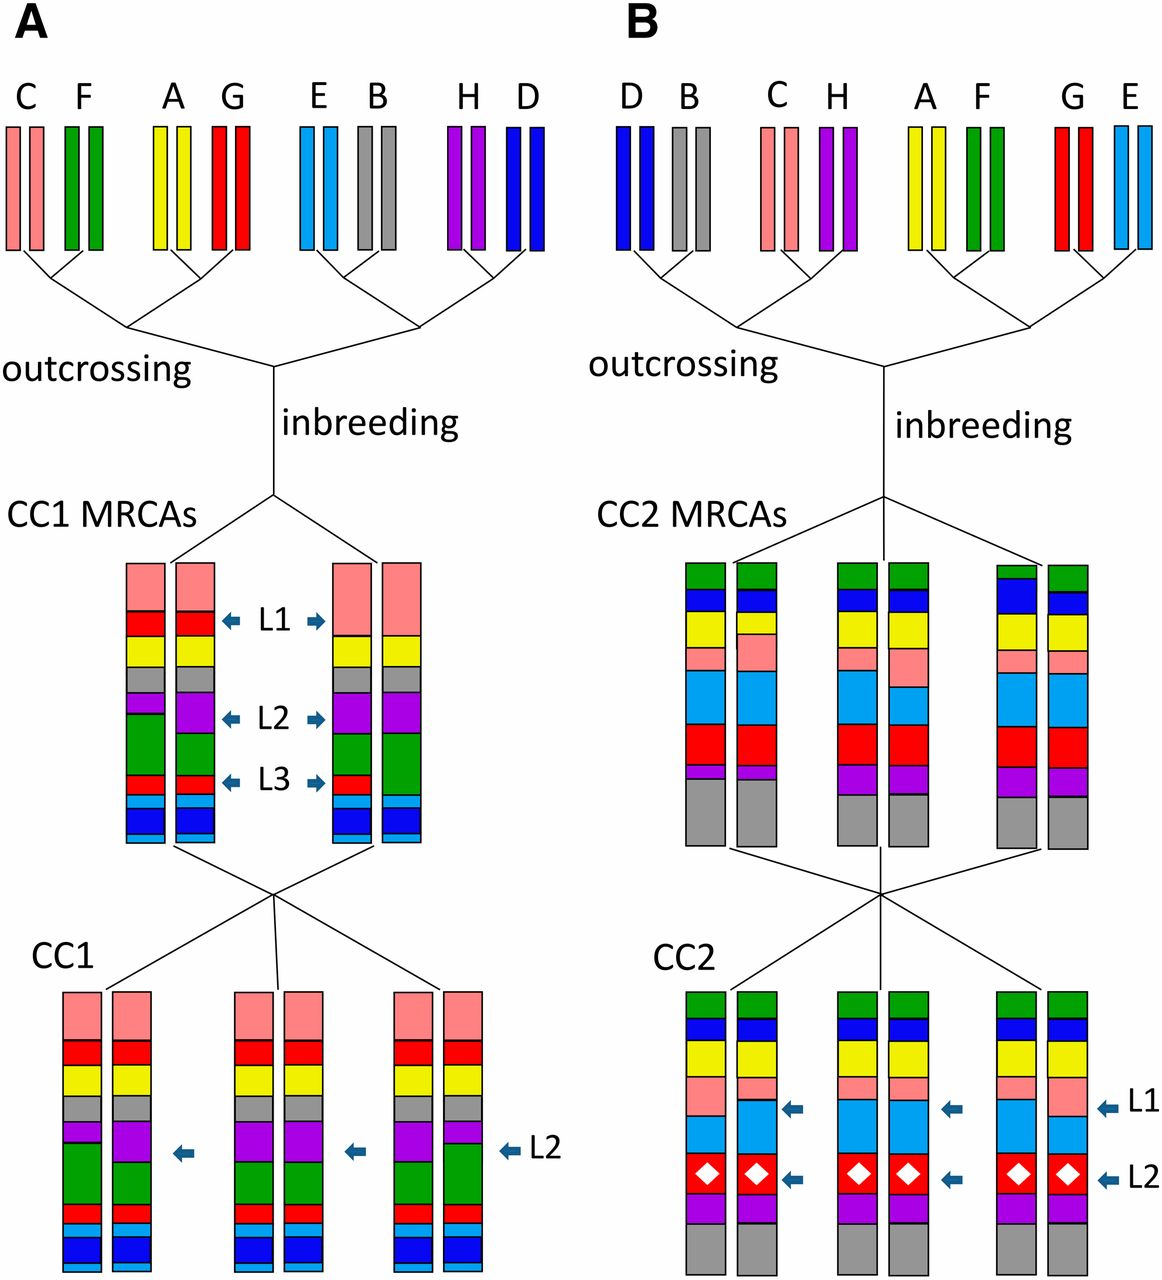 A B
C F A G E B H D D B C H A F G E
outcrossing outcrossing
inbreeding inbreeding
CC1 MRCAs CC2 MRCAs
L1
L2
L3
CC1 CC2
L1
L2 L2